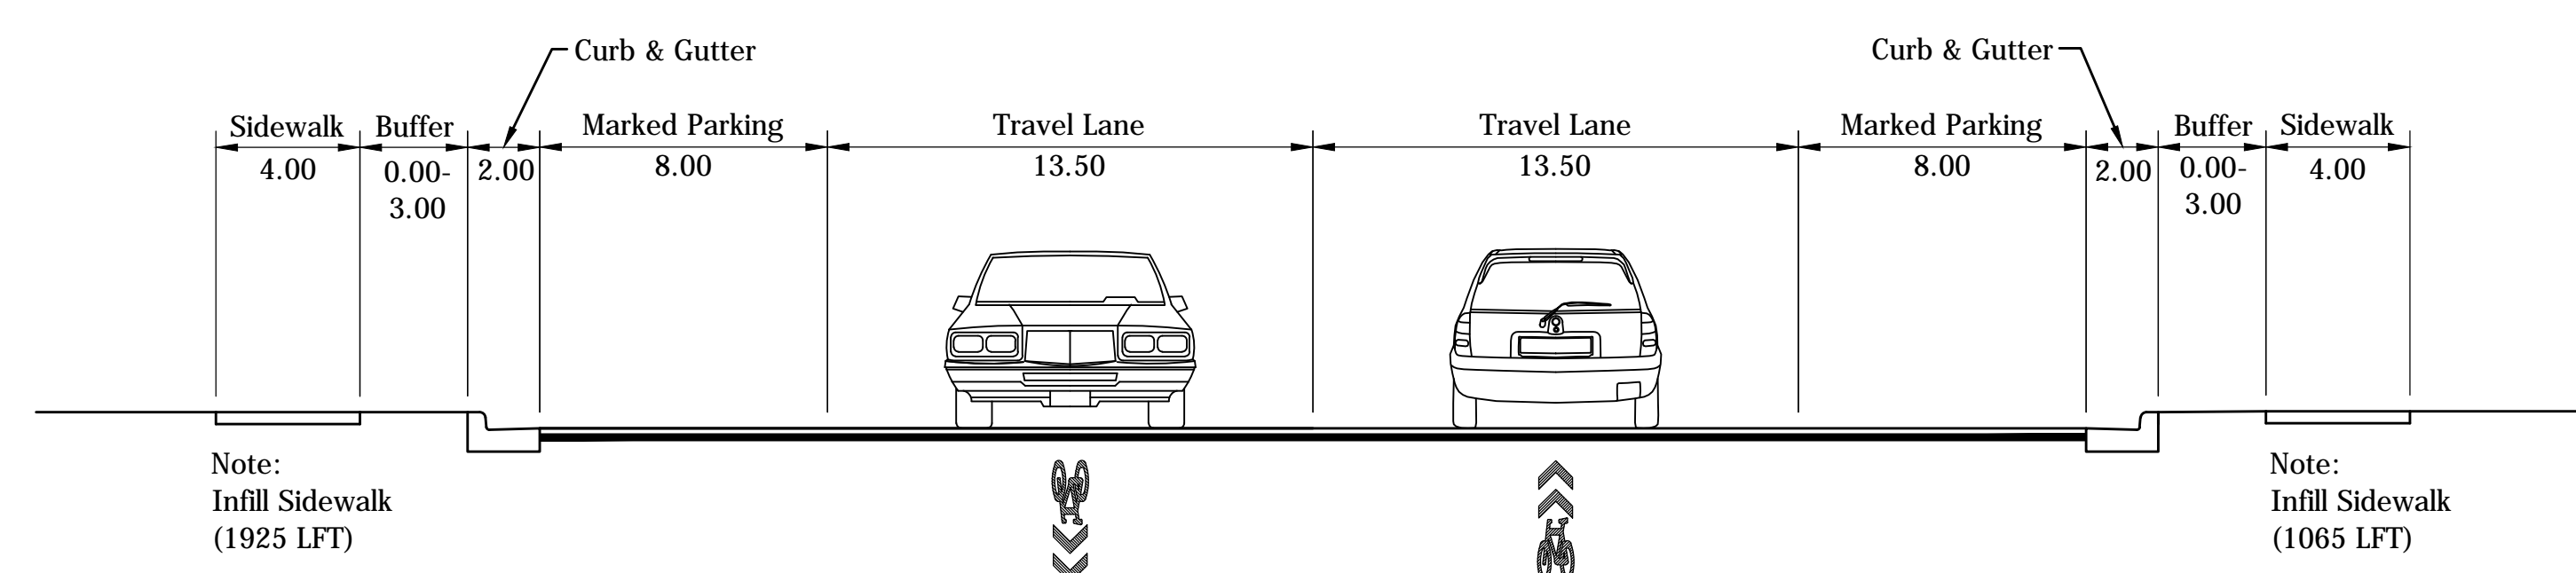 Curb & Gutter
Curb & Gutter
Sidewalk Buffer Marked Parking Travel Lane Travel Lane Marked Parking Buffer Sidewalk
4.00 0.00- 2.00 8.00 13.50 13.50 8.00 2.00 0.00- 4.00
3.00 3.00
Note:
Infill Sidewalk
(1925 LFT)
Note:
Infill Sidewalk
(1065 LFT)